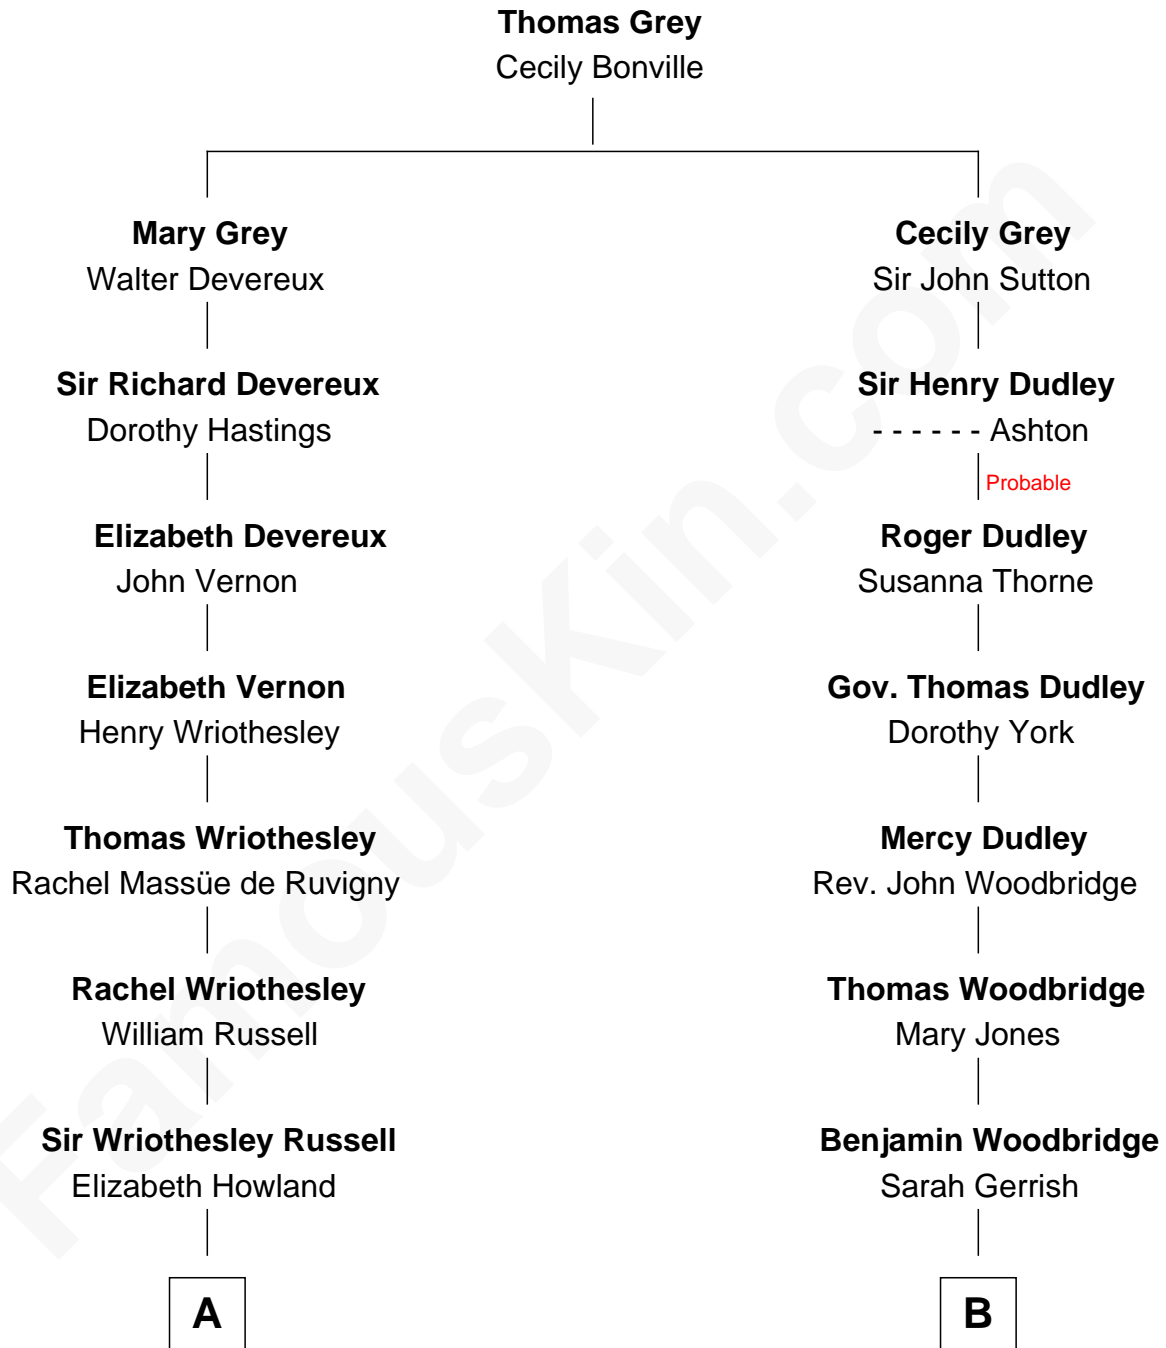 Thomas Grey
Cecily Bonville
Mary Grey
Walter Devereux
Cecily Grey
Sir John Sutton
Sir Richard Devereux
Dorothy Hastings
Sir Henry Dudley
- - - - - - Ashton
Probable
Elizabeth Devereux
John Vernon
Roger Dudley
Susanna Thorne
Elizabeth Vernon
Henry Wriothesley
Gov. Thomas Dudley
Dorothy York
Thomas Wriothesley
Rachel Massüe de Ruvigny
Mercy Dudley
Rev. John Woodbridge
Rachel Wriothesley
William Russell
Thomas Woodbridge
Mary Jones
Sir Wriothesley Russell
Elizabeth Howland
Benjamin Woodbridge
Sarah Gerrish
A
B
FamousKin.com